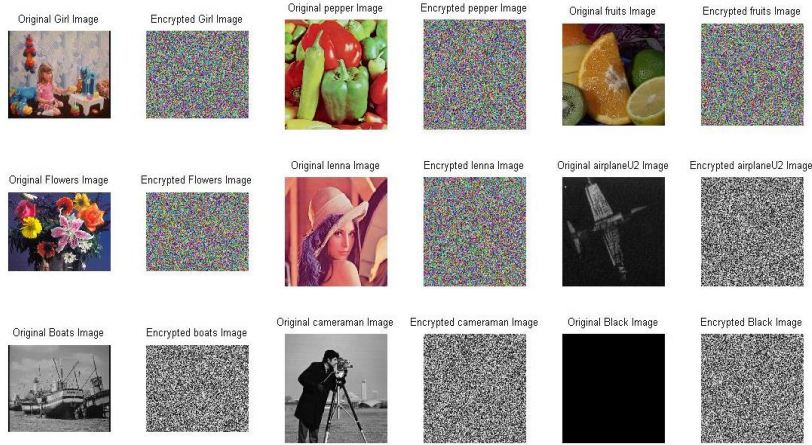 Original Girl Image
Encrypted Girl Image
Original pepper Image
Encrypted pepper Image
Original fruits Image
Encrypted fruits Image
Original Flowers Image
Encrypted Flowers Image
Original lenna Image
Encrypted lenna Image
Original airplaneU2 Image
Encrypted airplaneU2 Image
Original Boats Image
Encrypted boats Image
Original cameraman Image
Encrypted cameraman Image
Original Black Image
Encrypted Black Image